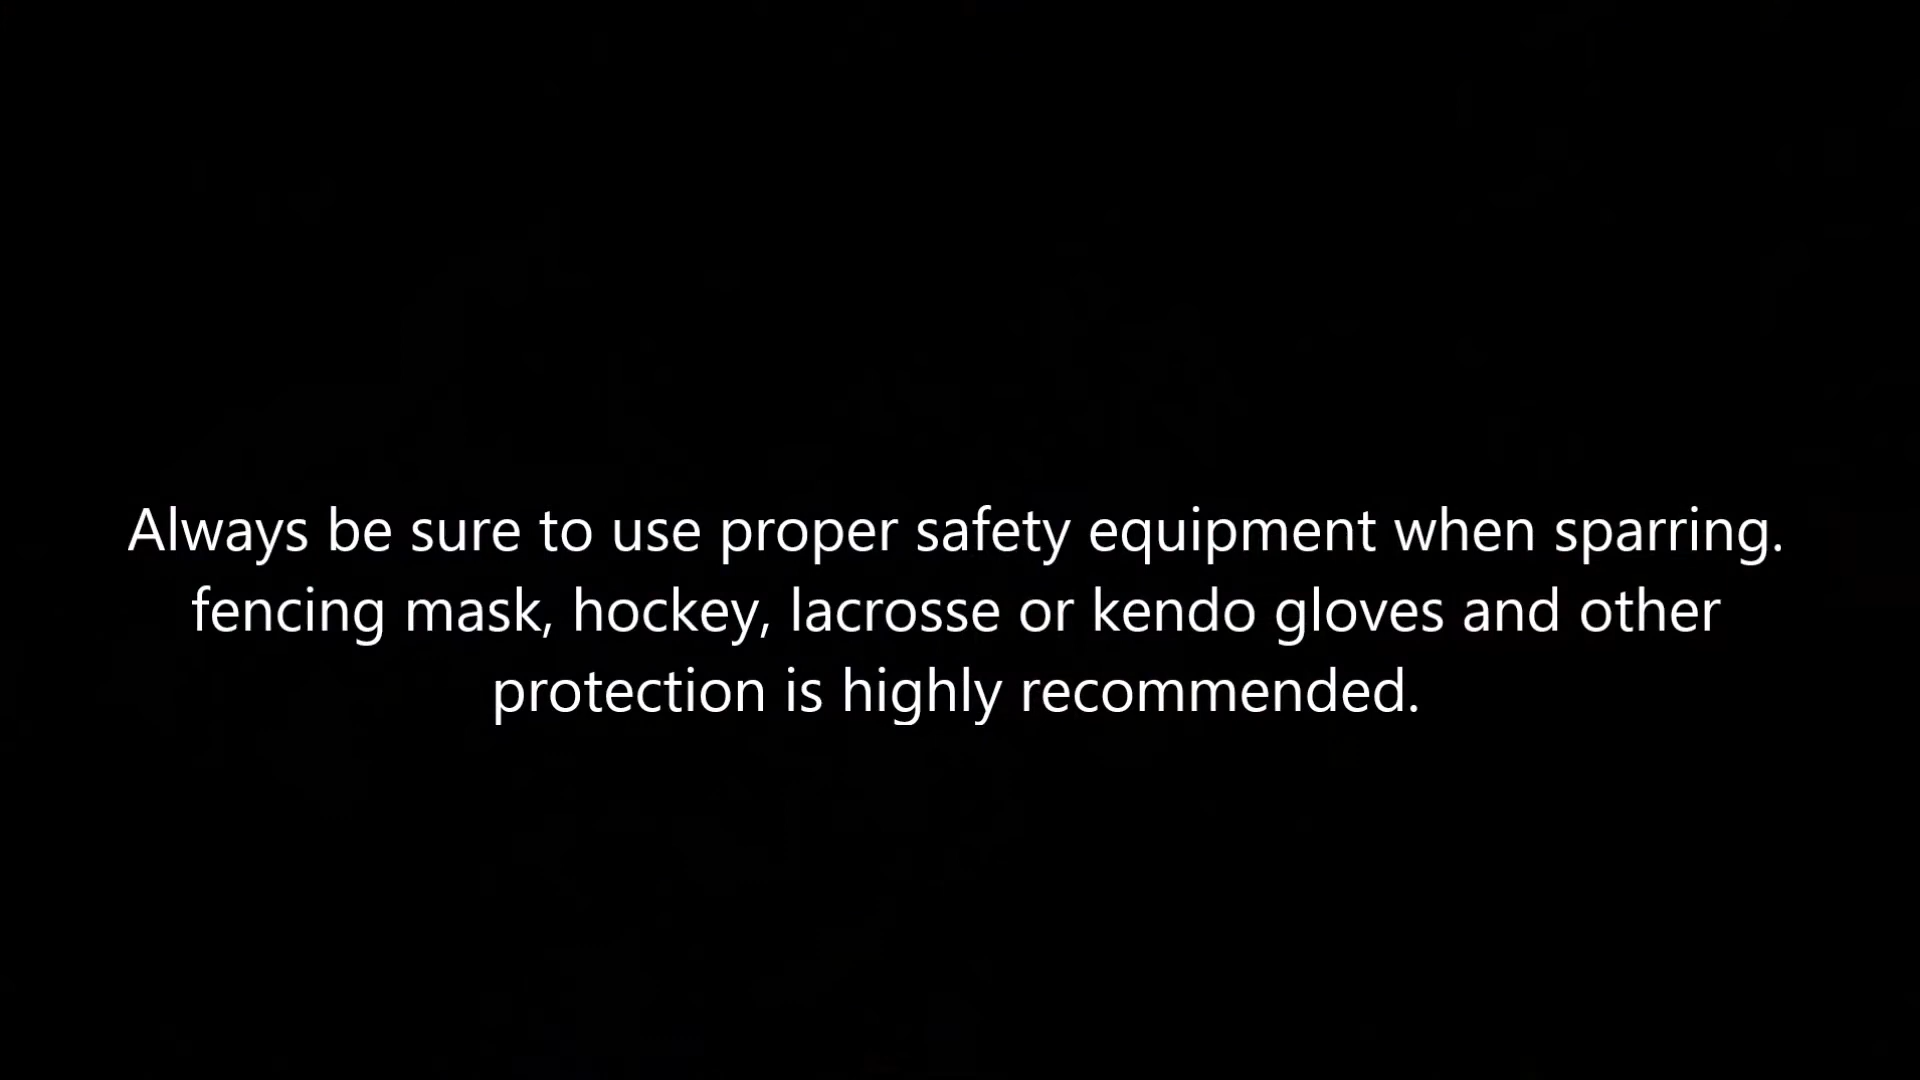 Always be sure to use proper safety equipment when sparring.
fencing mask, hockey, lacrosse or kendo gloves and other
protection is highly recommended.